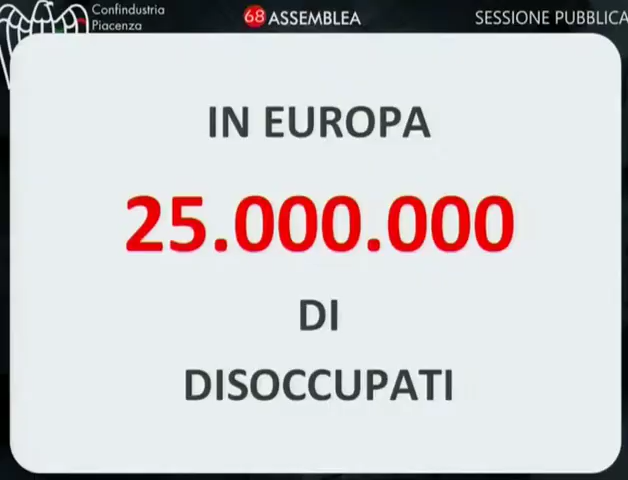 Confindustria
Piacenza
68 ASSEMBLEA
SESSIONE PUBBLICA
IN EUROPA
25.000.000
DI
DISOCCUPATI